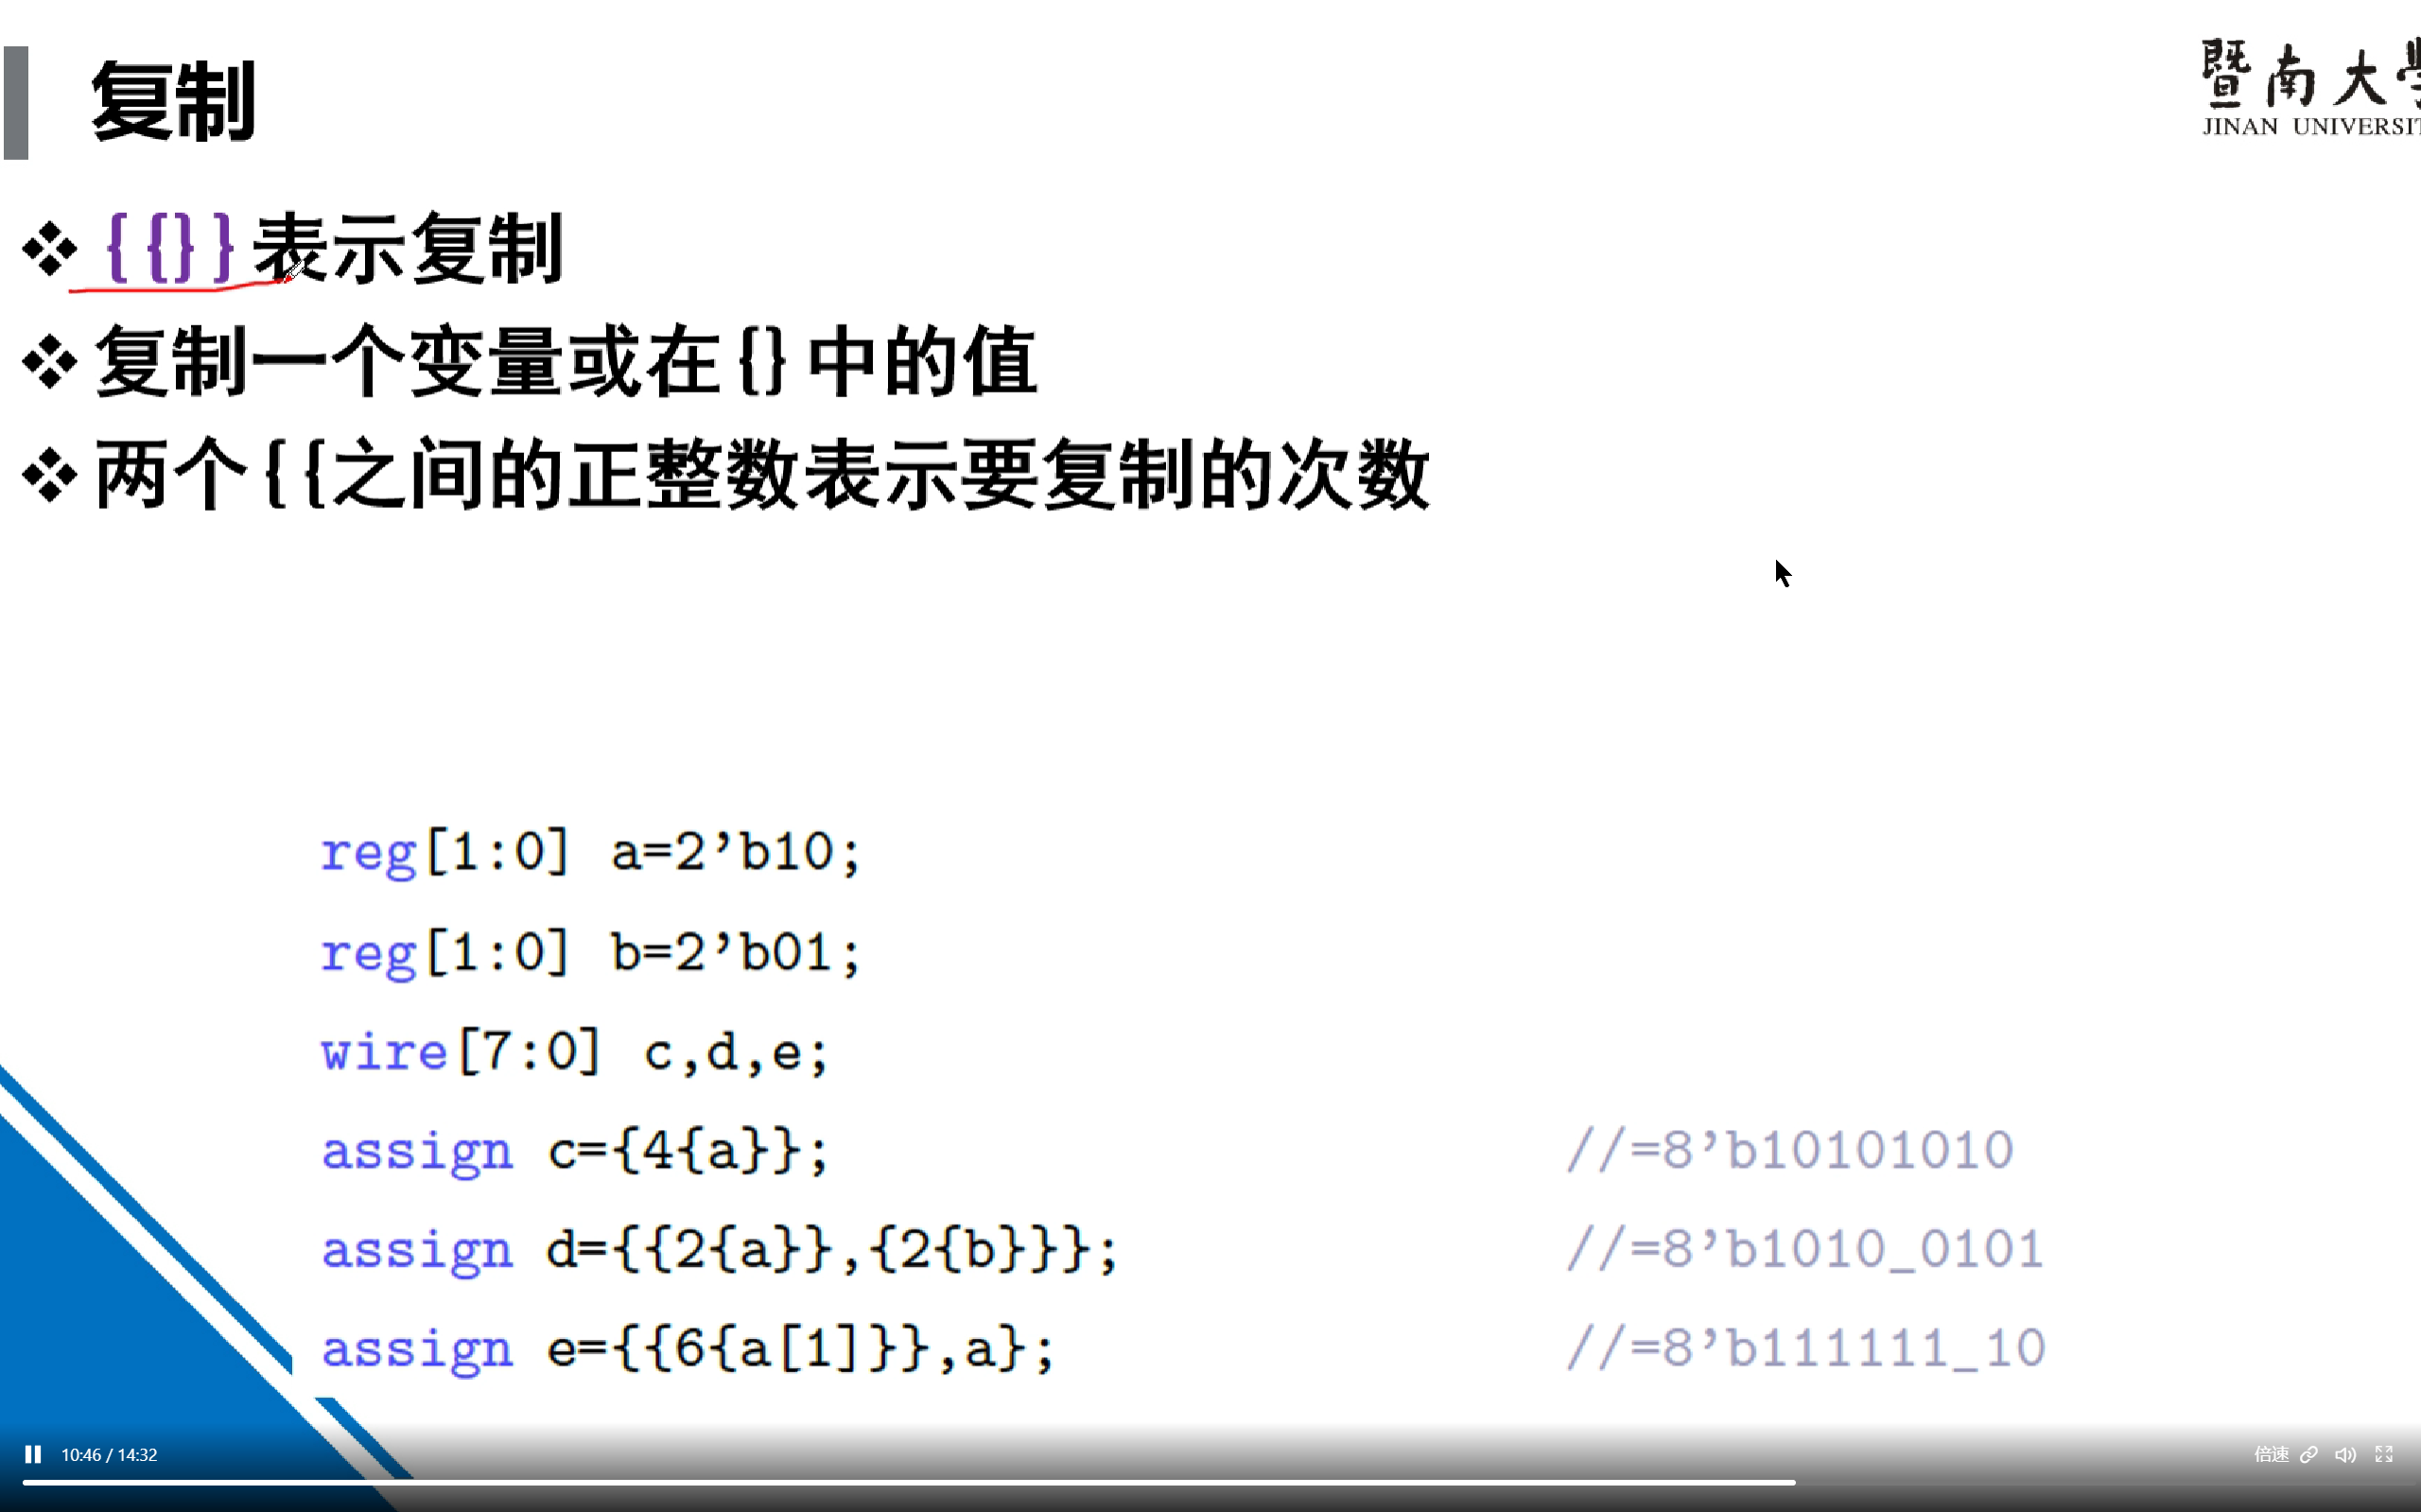 复制
暨南大學
JINAN UNIVERSIT
{{}}表示复制
复制一个变量或在{}中的值
两个{{之间的正整数表示要复制的次数
reg[1:0] a=2’b10;
reg[1:0] b=2’b01;
wire[7:0] c,d,e;
assign c={4{a}}; //=8’b10101010
assign d={{2{a}},{2{b}}}; //=8’b1010_0101
assign e={{6{a[1]}},a}; //=8’b111111_10
10:46 / 14:32
倍速